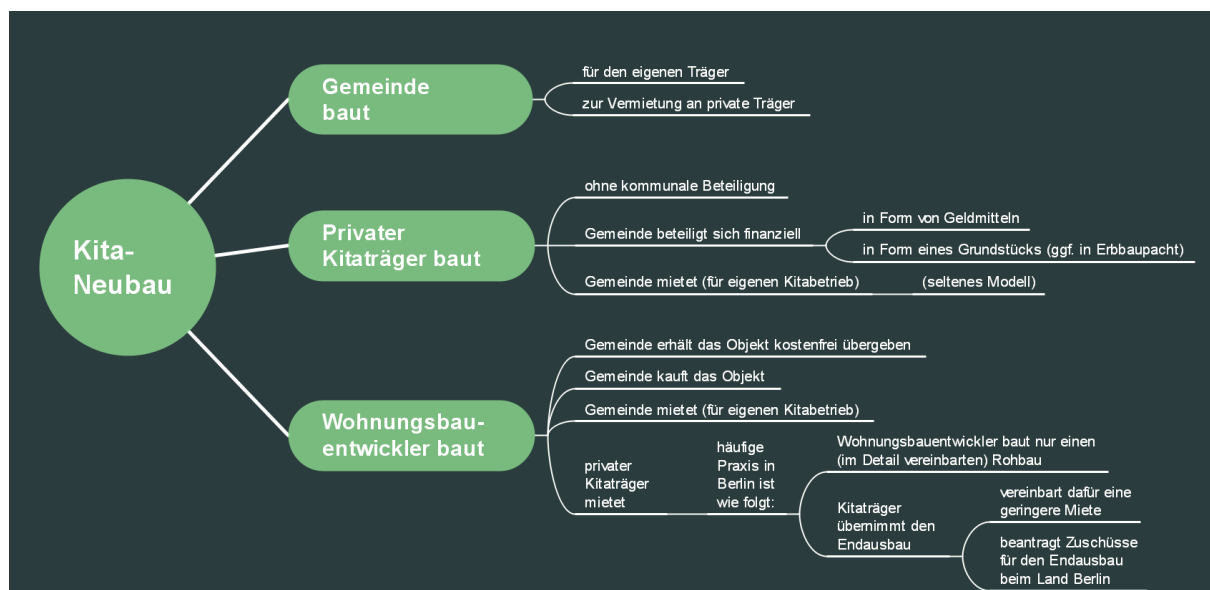 Kita-
Neubau
Gemeinde
baut
für den eigenen Träger
zur Vermietung an private Träger
Privater
Kitaträger baut
ohne kommunale Beteiligung
Gemeinde beteiligt sich finanziell
in Form von Geldmitteln
in Form eines Grundstücks (ggf. in Erbbaupacht)
Gemeinde mietet (für eigenen Kitabetrieb)
(seltenes Modell)
Wohnungsbau-
entwickler baut
Gemeinde erhält das Objekt kostenfrei übergeben
Gemeinde kauft das Objekt
Gemeinde mietet (für eigenen Kitabetrieb)
privater
Kitaträger
mietet
häufige
Praxis in
Berlin ist
wie folgt:
Wohnungsbauentwickler baut nur einen
(im Detail vereinbarten) Rohbau
Kitaträger
übernimmt den
Endausbau
vereinbart dafür eine
geringere Miete
beantragt Zuschüsse
für den Endausbau
beim Land Berlin